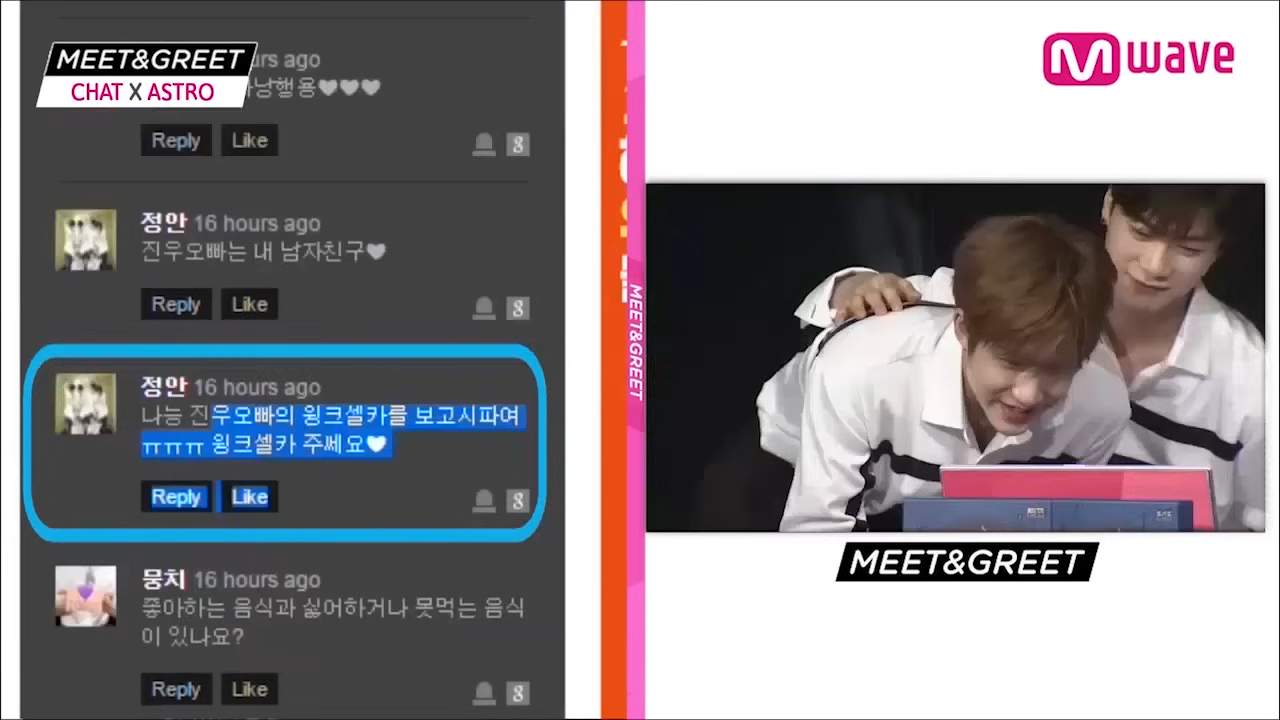 MEET&GREET
CHAT X ASTRO
urs ago
낭행용♥♥♥
Reply Like
정안 16 hours ago
진우오빠는 내 남자친구♥
Reply Like
정안 16 hours ago
나능 진우오빠의 윙크셀카를 보고시파여
ㅠㅠㅠ 윙크셀카 주쎄요♥
Reply Like
뭉치 16 hours ago
좋아하는 음식과 싫어하거나 못먹는 음식
이 있나요?
Reply Like
MEET&GREET
M wave
MEET&GREET